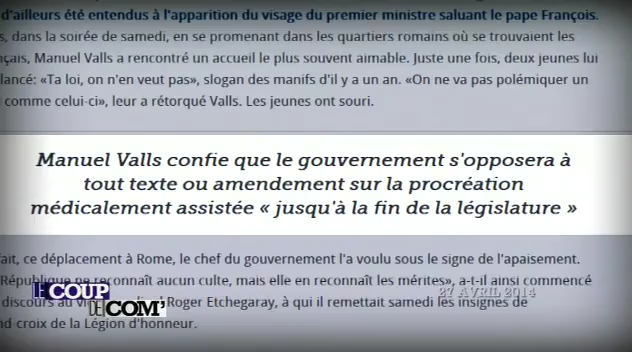 d'ailleurs été entendus à l'apparition du visage du premier ministre saluant le pape François.
s, dans la soirée de samedi, en se promenant dans les quartiers romains où se trouvaient les
nçais, Manuel Valls a rencontré un accueil le plus souvent aimable. Juste une fois, deux jeunes lui
lancé: «Ta loi, on n'en veut pas», slogan des manifs d'il y a un an. «On ne va pas polémiquer un
comme celui-ci», leur a rétorqué Valls. Les jeunes ont souri.
Manuel Valls confie que le gouvernement s'opposera à
tout texte ou amendement sur la procréation
médicalement assistée « jusqu'à la fin de la législature »
fait, ce déplacement à Rome, le chef du gouvernement l'a voulu sous le signe de l'apaisement.
République ne reconnaît aucun culte, mais elle en reconnaît les mérites», a-t-il ainsi commencé
discours au Roger Etchegaray, à qui il remettait samedi les insignes de
nd croix de la Légion d'honneur.
LE COUP
DE COM'
27 AVRIL 2014